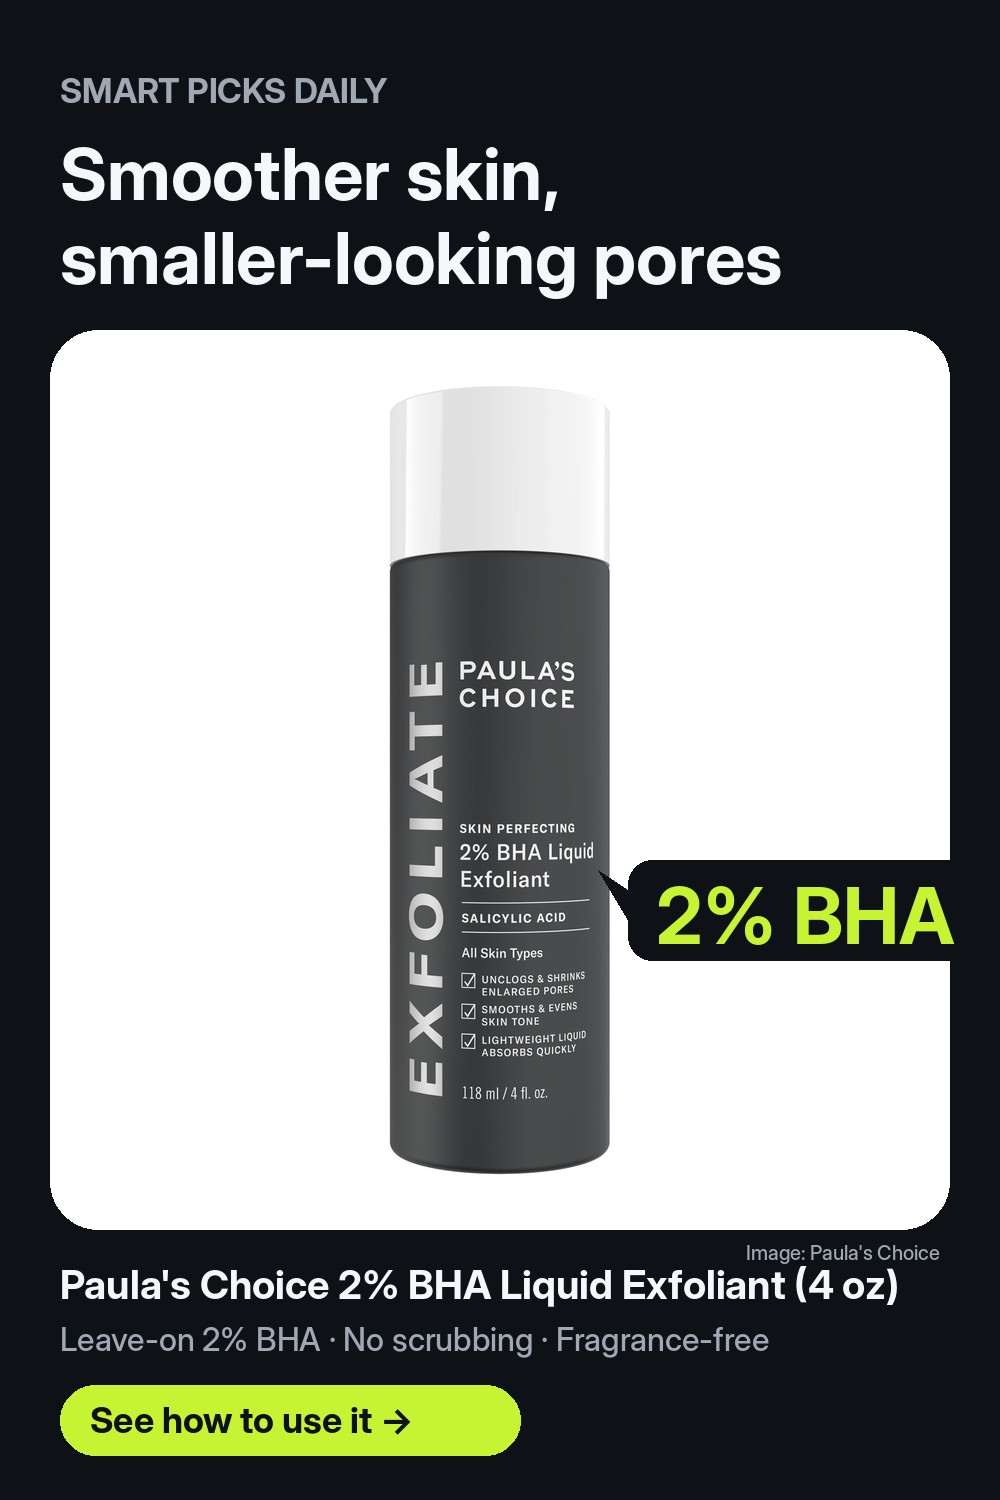 SMART PICKS DAILY
Smoother skin,
smaller-looking pores
EXFOLIATE
PAULA'S
CHOICE
SKIN PERFECTING
2% BHA Liquid
Exfoliant
SALICYLIC ACID
All Skin Types
☑ UNCLOGS & SHRINKS
ENLARGED PORES
☑ SMOOTHS & EVENS
SKIN TONE
☑ LIGHTWEIGHT LIQUID
ABSORBS QUICKLY
118 ml / 4 fl. oz.
2% BHA
Image: Paula's Choice
Paula's Choice 2% BHA Liquid Exfoliant (4 oz)
Leave-on 2% BHA · No scrubbing · Fragrance-free
See how to use it →